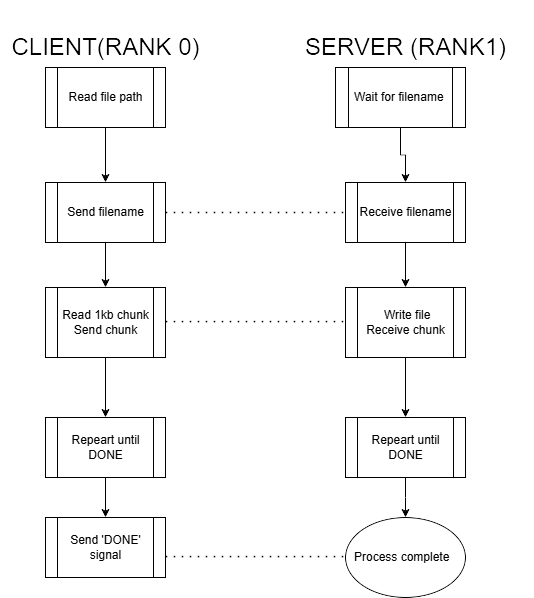 CLIENT(RANK 0)
SERVER (RANK1)
Read file path
Wait for filename
Send filename
Receive filename
Read 1kb chunk
Send chunk
Write file
Receive chunk
Repeart until
DONE
Repeart until
DONE
Send 'DONE'
signal
Process complete